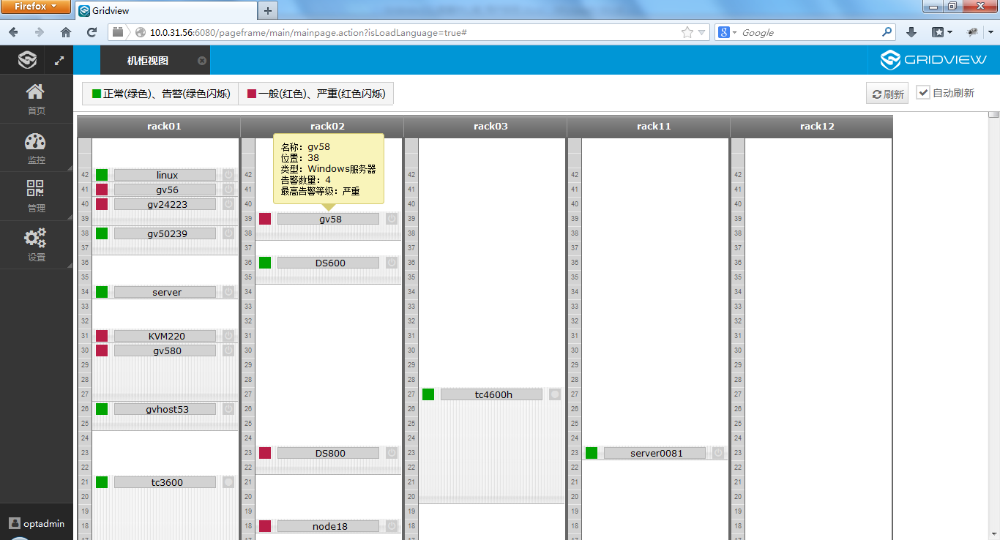 Firefox
Gridview
10.0.31.56:6080/pageframe/main/mainpage.action?isLoadLanguage=true#
Google
机柜视图
GRIDVIEW
首页
监控
管理
设置
optadmin
正常(绿色)、告警(绿色闪烁)
一般(红色)、严重(红色闪烁)
刷新
自动刷新
rack01 rack02 rack03 rack11 rack12
名称：gv58
位置：38
类型：Windows服务器
告警数量：4
最高告警等级：严重
42 linux 42 42 42 42
41 gv56 41 41 41 41
40 gv24223 40 40 40 40
39 39 gv58 39 39 39
38 gv50239 38 38 38 38
37 37 37 37 37
36 36 DS600 36 36 36
35 35 35 35 35
34 server 34 34 34 34
33 33 33 33 33
32 32 32 32 32
31 KVM220 31 31 31 31
30 gv580 30 30 30 30
29 29 29 29 29
28 28 28 28 28
27 27 27 tc4600h 27 27
26 gvhost53 26 26 26 26
25 25 25 25 25
24 24 24 24 24
23 23 DS800 23 23 server0081 23
22 22 22 22 22
21 tc3600 21 21 21 21
20 20 20 20 20
19 19 19 19 19
18 18 node18 18 18 18